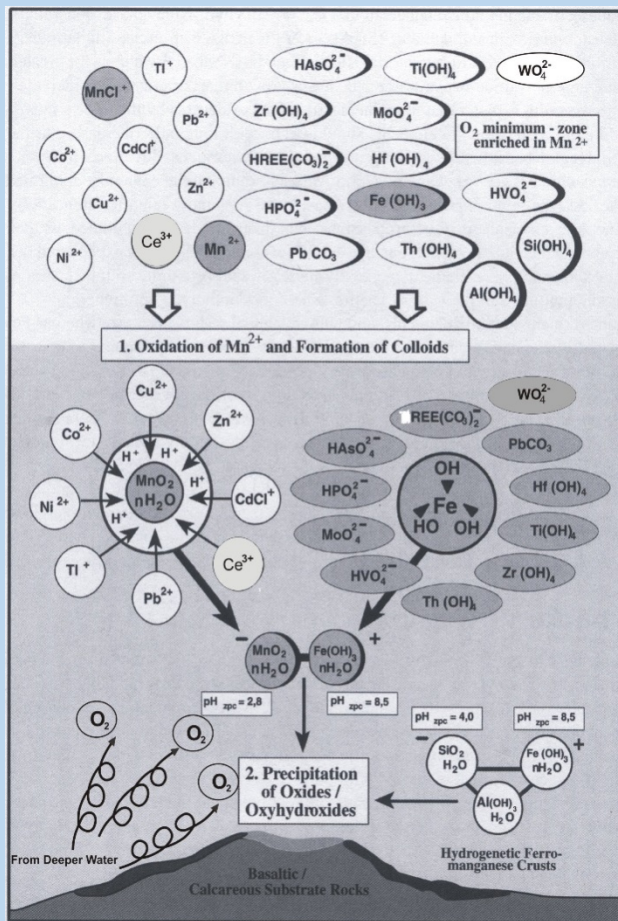 Tl⁺
HAsO₄²⁻
Ti(OH)₄
WO₄²⁻
MnCl⁺
Pb²⁺
Zr (OH)₄
MoO₄²⁻
O₂ minimum - zone
enriched in Mn²⁺
Co²⁺
CdCl⁺
HREE(CO₃)₂⁻
Hf (OH)₄
Zn²⁺
Cu²⁺
HPO₄²⁻
Fe (OH)₃
HVO₄²⁻
Ni²⁺
Ce³⁺
Mn²⁺
Pb CO₃
Th (OH)₄
Si(OH)₄
Al(OH)₄
1. Oxidation of Mn²⁺ and Formation of Colloids
Cu²⁺
Zn²⁺
Co²⁺
H⁺
H⁺
H⁺
H⁺
H⁺
MnO₂
nH₂O
Ni²⁺
CdCl⁺
Tl⁺
Pb²⁺
Ce³⁺
WO₄²⁻
REE(CO₃)₂⁻
HAsO₄²⁻
PbCO₃
OH
Fe
HO
OH
HPO₄²⁻
Hf (OH)₄
MoO₄²⁻
Ti(OH)₄
HVO₄²⁻
Zr (OH)₄
Th (OH)₄
−
MnO₂
nH₂O
Fe(OH)₃
nH₂O
+
pH zpc = 2,8
pH zpc = 8,5
pH zpc = 4,0
pH zpc = 8,5
O₂
O₂
O₂
From Deeper Water
2. Precipitation
of Oxides /
Oxyhydroxides
−
SiO₂
H₂O
Fe (OH)₃
nH₂O
+
Al(OH)₃
H₂O
Hydrogenetic Ferro-
manganese Crusts
Basaltic /
Calcareous Substrate Rocks